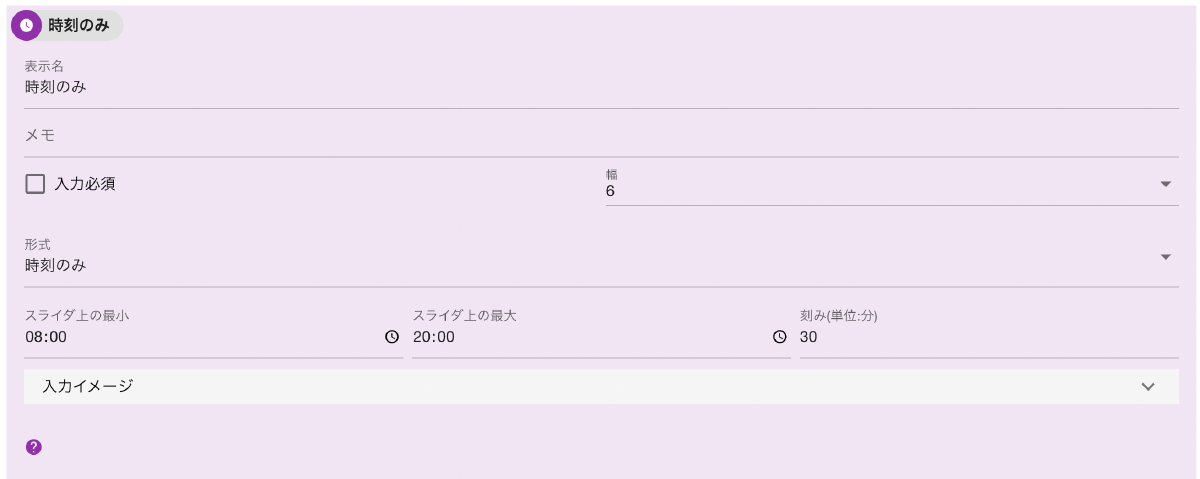 時刻のみ
表示名
時刻のみ
メモ
入力必須
幅
6
形式
時刻のみ
スライダ上の最小 スライダ上の最大 刻み(単位:分)
08:00 20:00 30
入力イメージ
?